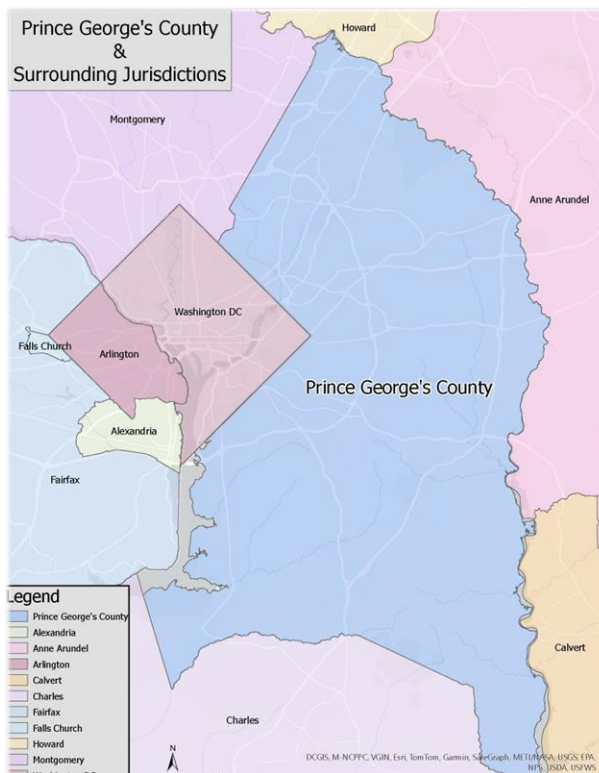 Prince George's County
&
Surrounding Jurisdictions
Howard
Montgomery
Anne Arundel
Washington DC
Falls Church
Arlington
Prince George's County
Alexandria
Fairfax
Legend
Prince George's County
Alexandria
Anne Arundel
Arlington
Calvert
Charles
Fairfax
Falls Church
Howard
Montgomery
Washington DC
Calvert
Charles
N
DCGIS, M-NCPPC, VGIN, Esri, TomTom, Garmin, SafeGraph, METI/NASA, USGS, EPA,
NPS, USDA, USFWS